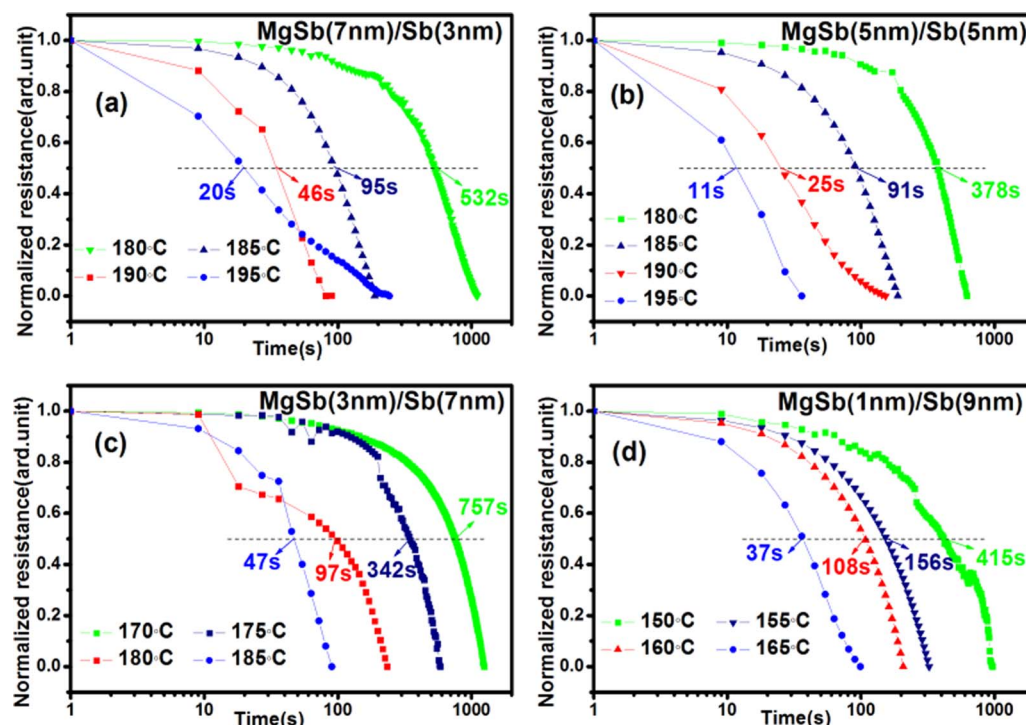 MgSb(7nm)/Sb(3nm)
(a)
Normalized resistance(ard.unit)
1.0
0.8
0.6
0.4
0.2
0.0
20s
46s
95s
532s
180°C
185°C
190°C
195°C
1
10
100
1000
Time(s)
MgSb(5nm)/Sb(5nm)
(b)
Normalized resistance(ard.unit)
1.0
0.8
0.6
0.4
0.2
0.0
11s
25s
91s
378s
180°C
185°C
190°C
195°C
1
10
100
1000
Time(s)
MgSb(3nm)/Sb(7nm)
(c)
Normalized resistance(ard.unit)
1.0
0.8
0.6
0.4
0.2
0.0
47s
97s
342s
757s
170°C
175°C
180°C
185°C
1
10
100
1000
Time(s)
MgSb(1nm)/Sb(9nm)
(d)
Normalized resistance(ard.unit)
1.0
0.8
0.6
0.4
0.2
0.0
37s
108s
156s
415s
150°C
155°C
160°C
165°C
1
10
100
1000
Time(s)